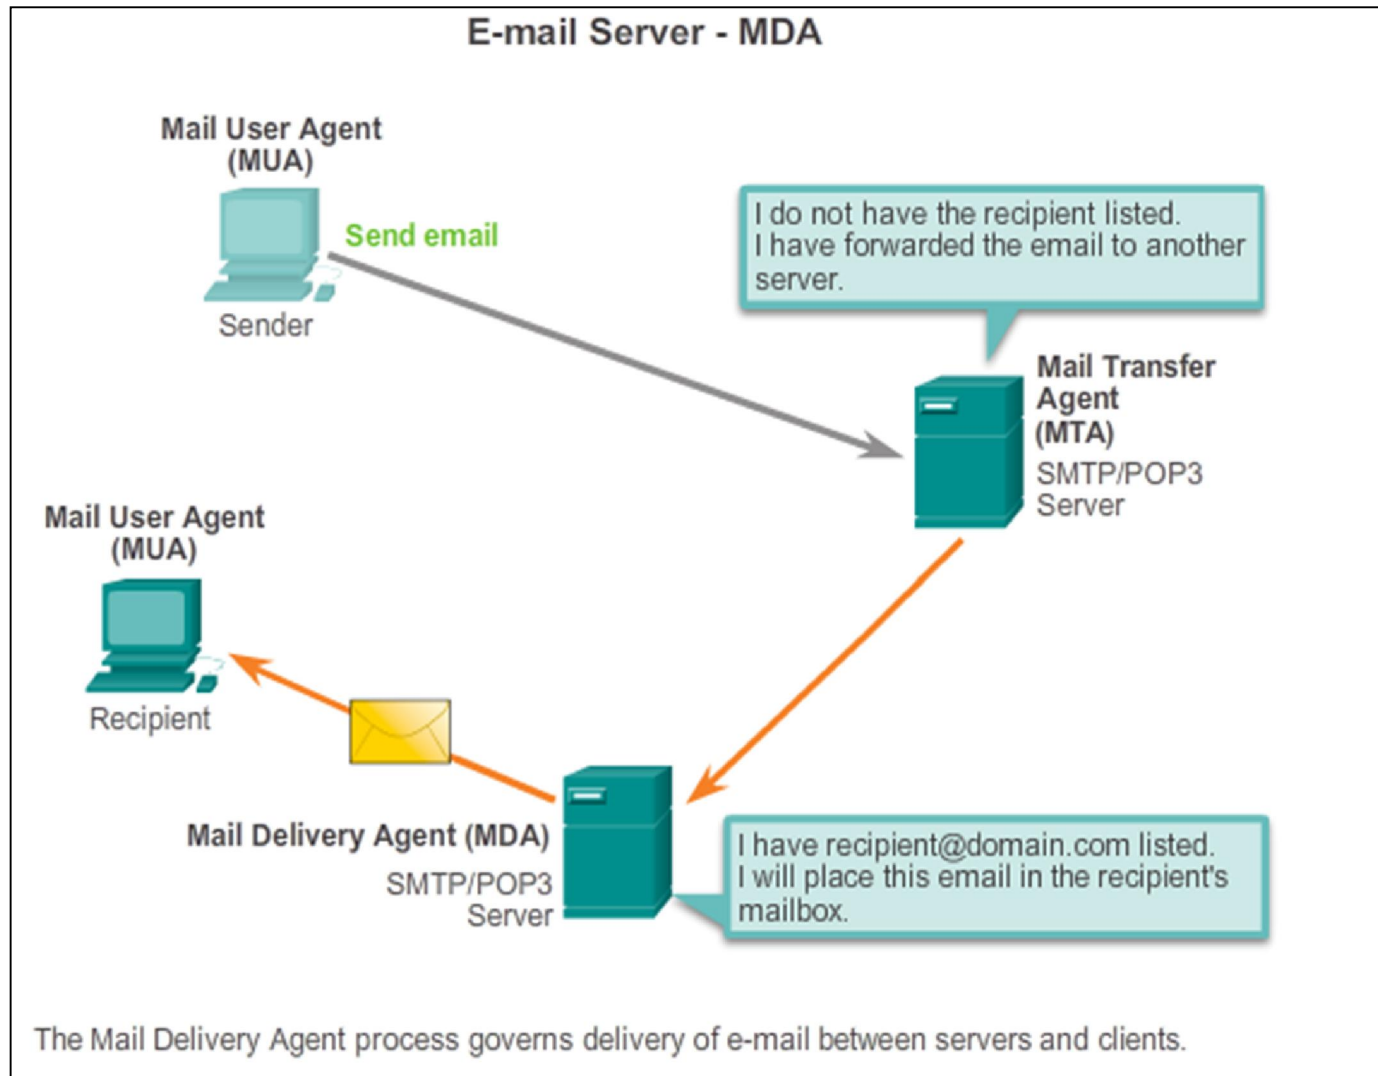 E-mail Server - MDA
Mail User Agent
(MUA)
Send email
Sender
I do not have the recipient listed.
I have forwarded the email to another
server.
Mail Transfer
Agent
(MTA)
SMTP/POP3
Server
Mail User Agent
(MUA)
Recipient
Mail Delivery Agent (MDA)
SMTP/POP3
Server
I have recipient@domain.com listed.
I will place this email in the recipient's
mailbox.
The Mail Delivery Agent process governs delivery of e-mail between servers and clients.